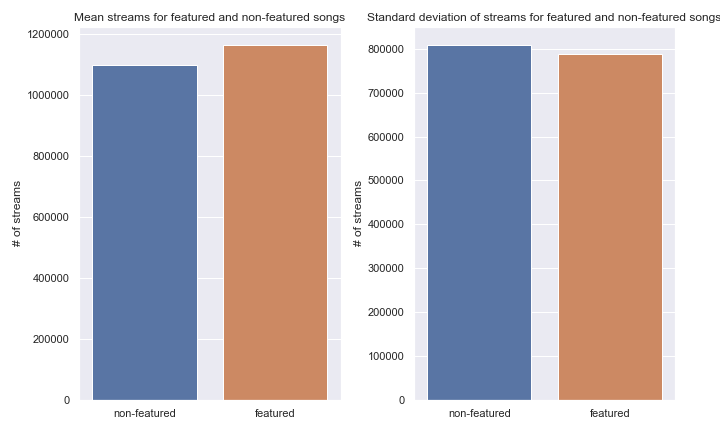 Mean streams for featured and non-featured songs
1200000
1000000
800000
600000
400000
200000
0
# of streams
non-featured
featured
Standard deviation of streams for featured and non-featured songs
800000
700000
600000
500000
400000
300000
200000
100000
0
# of streams
non-featured
featured